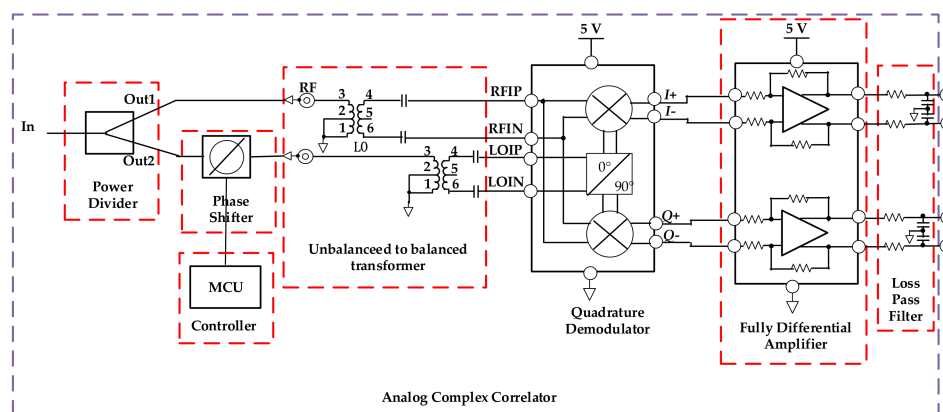 5 V
5 V
Out1
RF
RFIP
I+
I-
3
4
2
5
1
6
In
RFIN
L0
Out2
LOIP
0°
3
4
2
5
1
6
LOIN
90°
Power
Divider
Phase
Shifter
Q+
Q-
Unbalanceed to balanced
transformer
MCU
Controller
Quadrature
Demodulator
Fully Differential
Amplifier
Loss
Pass
Filter
Analog Complex Correlator